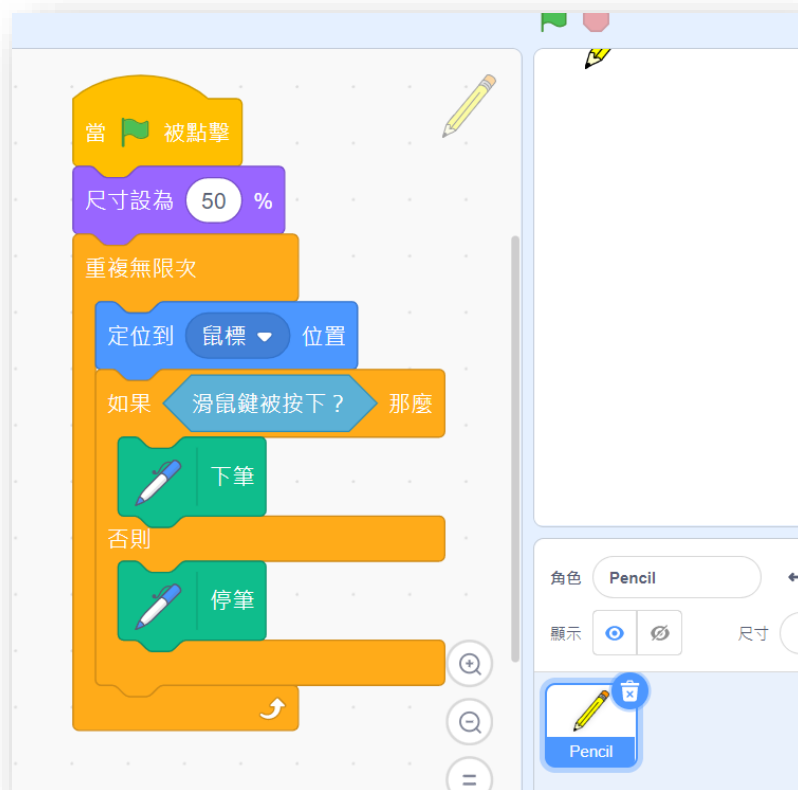 當 被點擊
尺寸設為 50 %
重複無限次
定位到 鼠標 位置
如果 滑鼠鍵被按下？ 那麼
下筆
否則
停筆
角色 Pencil
顯示 尺寸
Pencil